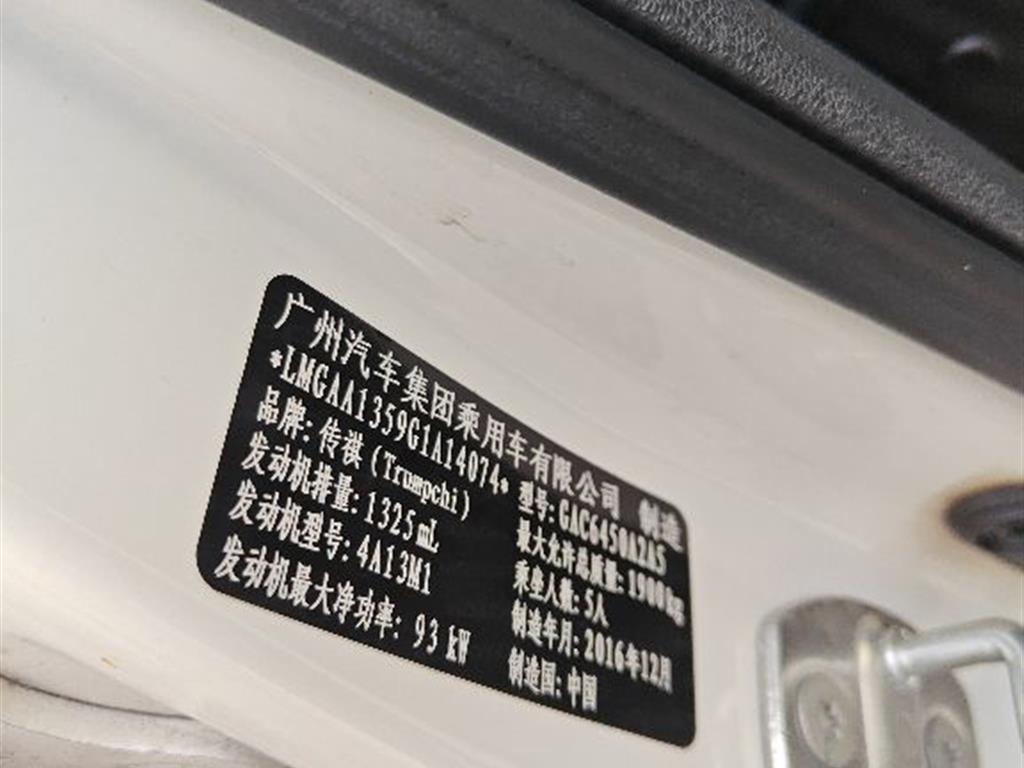 广州汽车集团乘用车有限公司 制造
*LMGAA1359G1A14074*
品牌: 传祺 (Trumpchi) 型号: GAC6450A2A5
发动机排量: 1325mL 最大允许总质量: 1900kg
发动机型号: 4A13M1 乘坐人数: 5人
发动机最大净功率: 93 kW 制造年月: 2016年12月
制造国: 中国